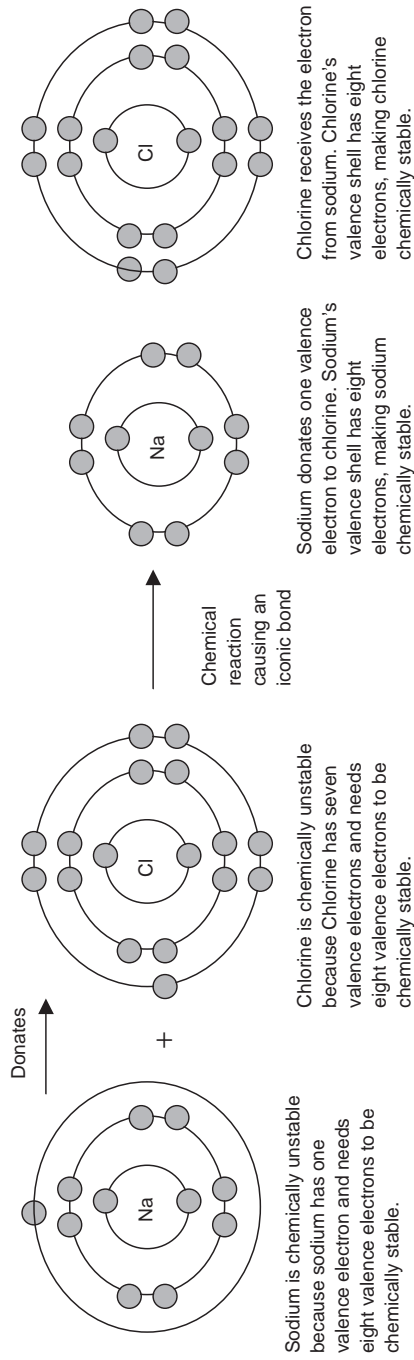 Donates
Na
+
Cl
Chemical
reaction
causing an
iconic bond
Na
Cl
Sodium is chemically unstable
because sodium has one
valence electron and needs
eight valence electrons to be
chemically stable.
Chlorine is chemically unstable
because Chlorine has seven
valence electrons and needs
eight valence electrons to be
chemically stable.
Sodium donates one valence
electron to chlorine. Sodium's
valence shell has eight
electrons, making sodium
chemically stable.
Chlorine receives the electron
from sodium. Chlorine's
valence shell has eight
electrons, making chlorine
chemically stable.